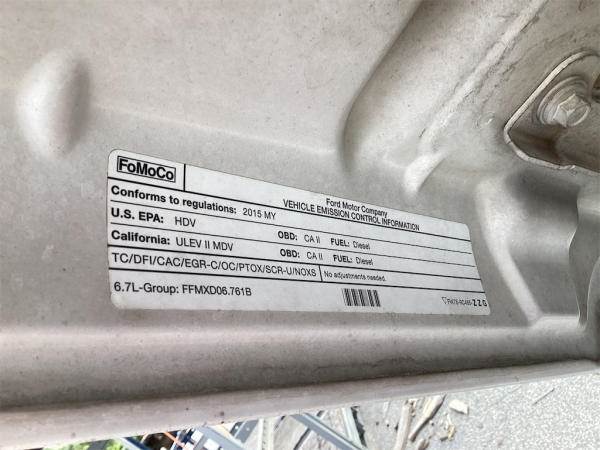 FoMoCo
Ford Motor Company
VEHICLE EMISSION CONTROL INFORMATION
Conforms to regulations: 2015 MY
U.S. EPA: HDV OBD: CA II FUEL: Diesel
California: ULEV II MDV OBD: CA II FUEL: Diesel
TC/DFI/CAC/EGR-C/OC/PTOX/SCR-U/NOXS No adjustments needed.
6.7L-Group: FFMXD06.761B
ZZG